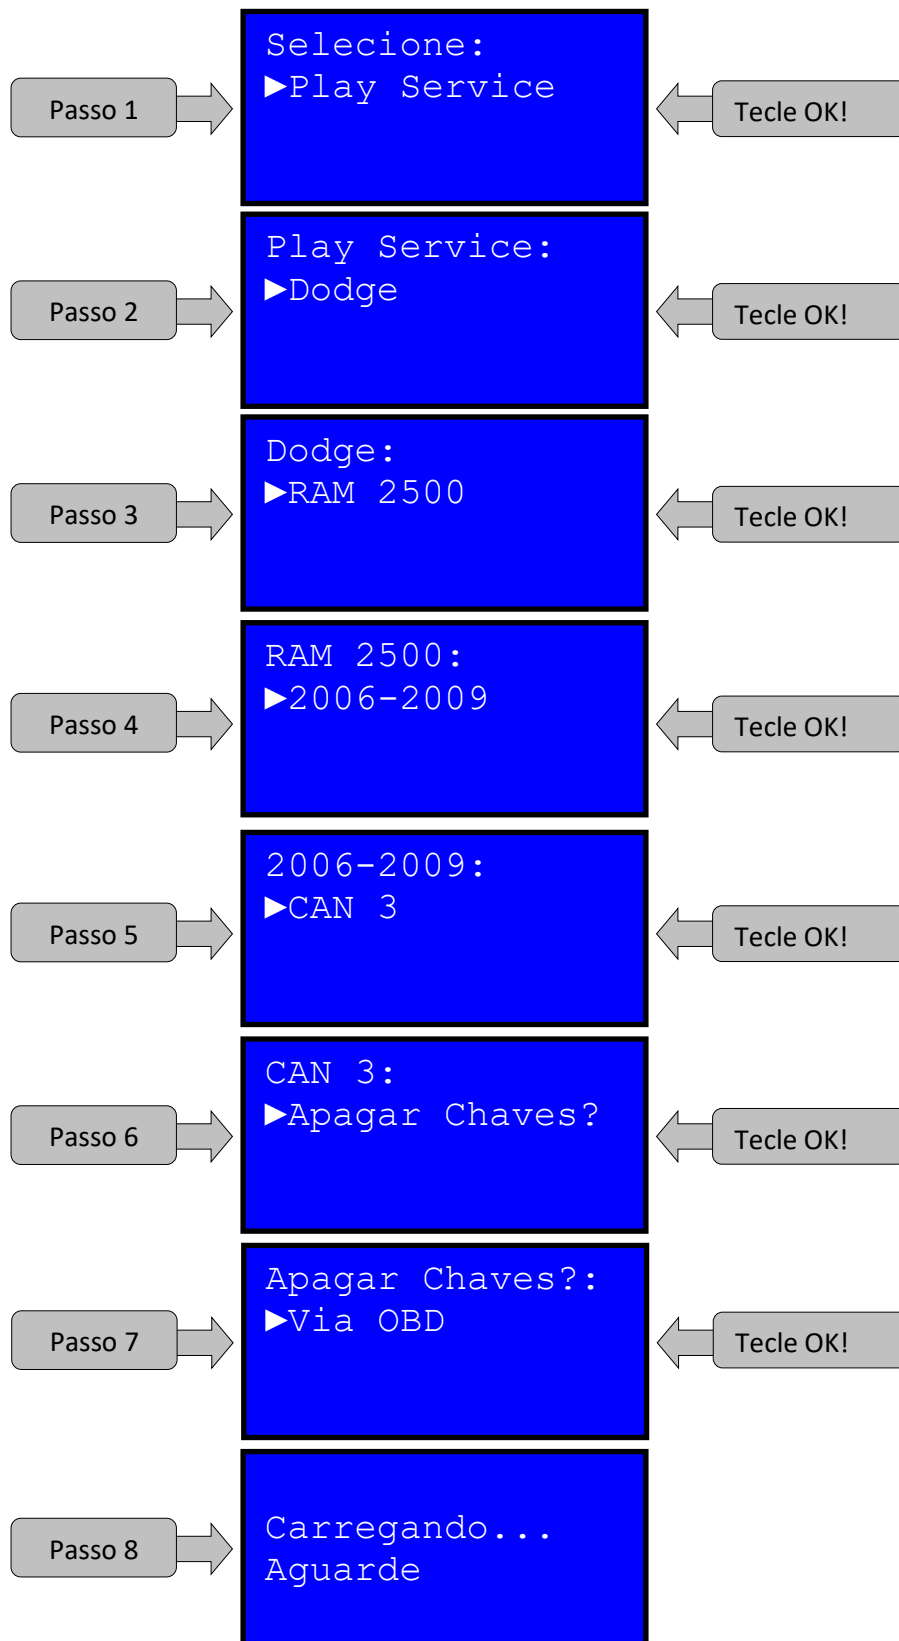 Selecione:
►Play Service
Passo 1
Tecle OK!
Play Service:
►Dodge
Passo 2
Tecle OK!
Dodge:
►RAM 2500
Passo 3
Tecle OK!
RAM 2500:
►2006-2009
Passo 4
Tecle OK!
2006-2009:
►CAN 3
Passo 5
Tecle OK!
CAN 3:
►Apagar Chaves?
Passo 6
Tecle OK!
Apagar Chaves?:
►Via OBD
Passo 7
Tecle OK!
Carregando...
Aguarde
Passo 8